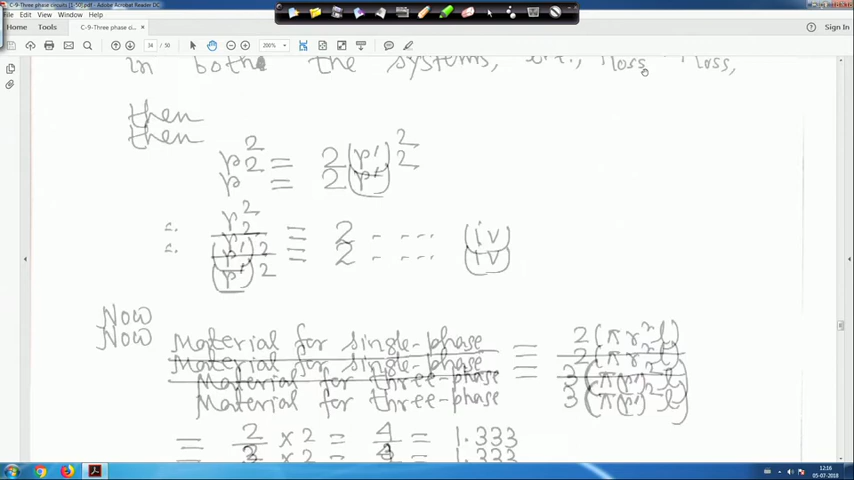 C-9-Three phase circuits [1-50].pdf - Adobe Acrobat Reader DC
File Edit View Window Help
Home Tools C-9-Three phase circuits ... × Sign In
34 / 50 200%
in both the systems, i.e., Ploss = Ploss,
then
r² = 2(r')²
∴ r²/(r')² = 2 ..... (iv)
Now
Material for single-phase / Material for three-phase = 2(πr²l) / 3(π(r')²l)
= 2/3 × 2 = 4/3 = 1.333
12:16
05-07-2018